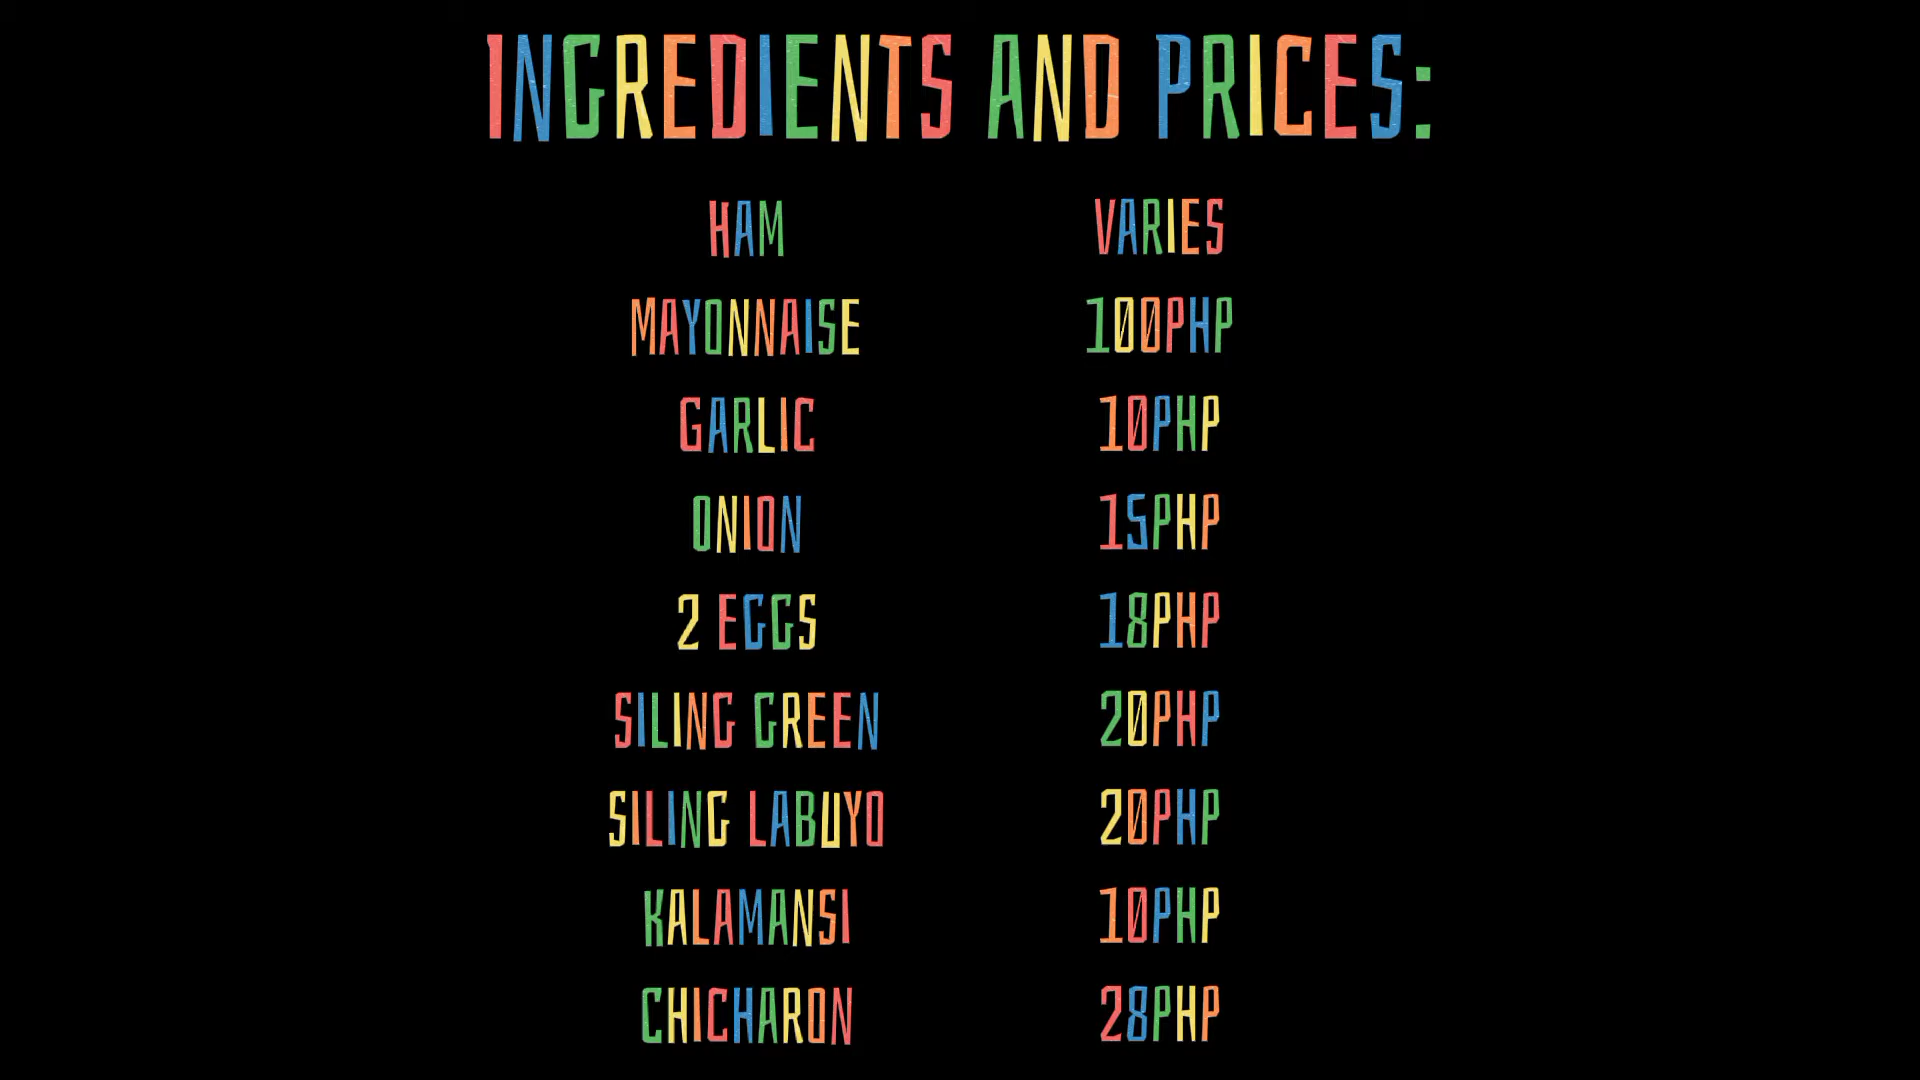 INGREDIENTS AND PRICES:
HAM VARIES
MAYONNAISE 100PHP
GARLIC 10PHP
ONION 15PHP
2 EGGS 18PHP
SILING GREEN 20PHP
SILING LABUYO 20PHP
KALAMANSI 10PHP
CHICHARON 28PHP